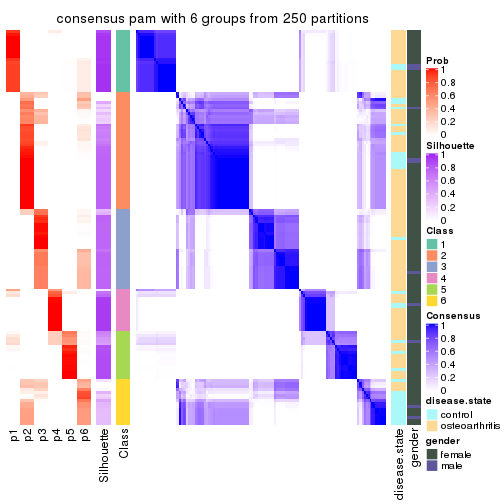 consensus pam with 6 groups from 250 partitions
p1
p2
p3
p4
p5
p6
Silhouette
Class
disease.state
gender
Prob
1
0.8
0.6
0.4
0.2
0
Silhouette
1
0.8
0.6
0.4
0.2
0
Class
1
2
3
4
5
6
Consensus
1
0.8
0.6
0.4
0.2
0
disease.state
control
osteoarthritis
gender
female
male